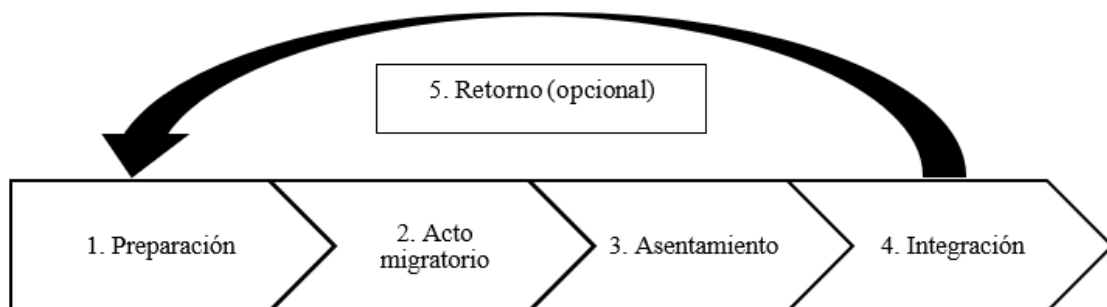 5. Retorno (opcional)
1. Preparación
2. Acto
migratorio
3. Asentamiento
4. Integración